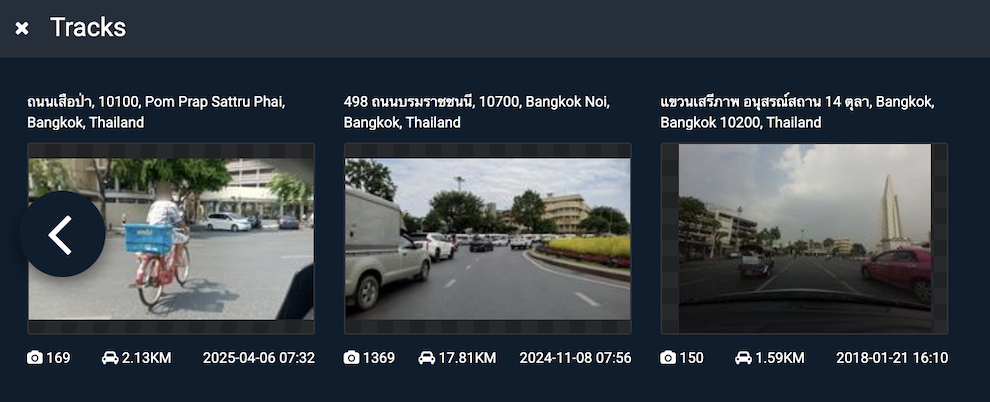 Tracks
ถนนเสือป่า, 10100, Pom Prap Sattru Phai,
Bangkok, Thailand
169
2.13KM
2025-04-06 07:32
498 ถนนบรมราชชนนี, 10700, Bangkok Noi,
Bangkok, Thailand
1369
17.81KM
2024-11-08 07:56
แขวนเสรีภาพ อนุสรณ์สถาน 14 ตุลา, Bangkok,
Bangkok 10200, Thailand
150
1.59KM
2018-01-21 16:10